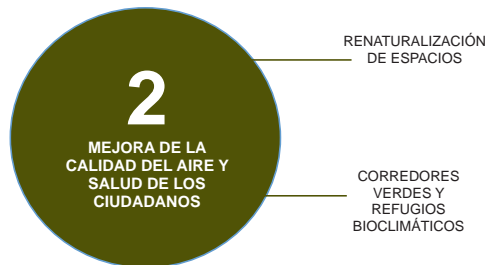 2
MEJORA DE LA
CALIDAD DEL AIRE Y
SALUD DE LOS
CIUDADANOS
RENATURALIZACIÓN
DE ESPACIOS
CORREDORES
VERDES Y
REFUGIOS
BIOCLIMÁTICOS